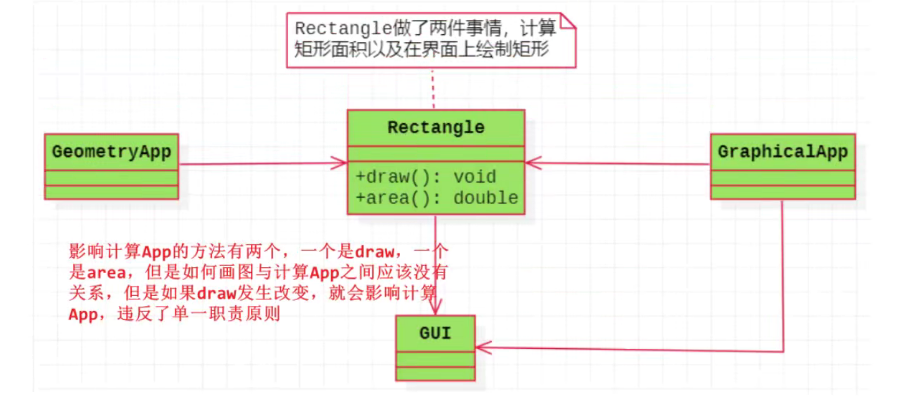 Rectangle做了两件事情，计算
矩形面积以及在界面上绘制矩形
Rectangle
+draw(): void
+area(): double
GeometryApp
GraphicalApp
影响计算App的方法有两个，一个是draw，一个
是area，但是如何画图与计算App之间应该没有
关系，但是如果draw发生改变，就会影响计算
App，违反了单一职责原则
GUI